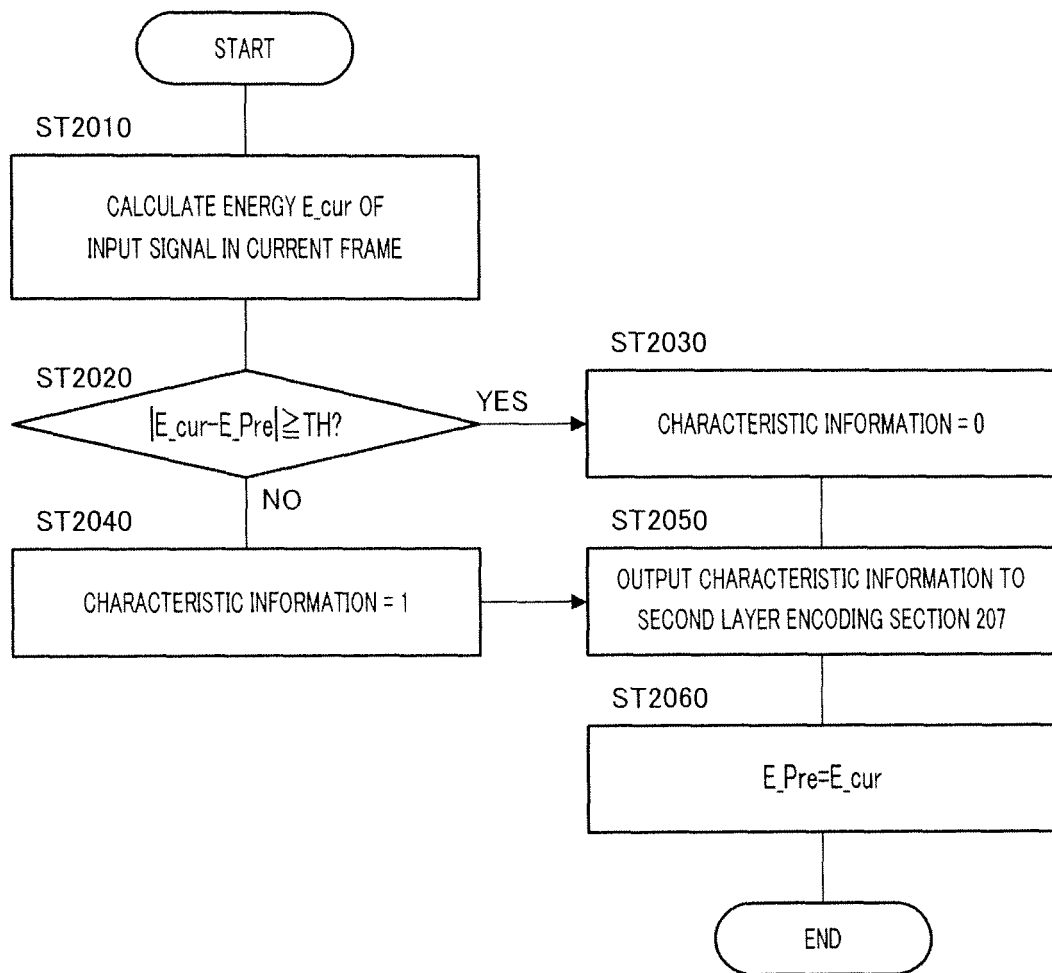 START
ST2010
CALCULATE ENERGY E_cur OF
INPUT SIGNAL IN CURRENT FRAME
ST2020
|E_cur-E_Pre|≧TH?
YES
NO
ST2030
CHARACTERISTIC INFORMATION = 0
ST2040
CHARACTERISTIC INFORMATION = 1
ST2050
OUTPUT CHARACTERISTIC INFORMATION TO
SECOND LAYER ENCODING SECTION 207
ST2060
E_Pre=E_cur
END